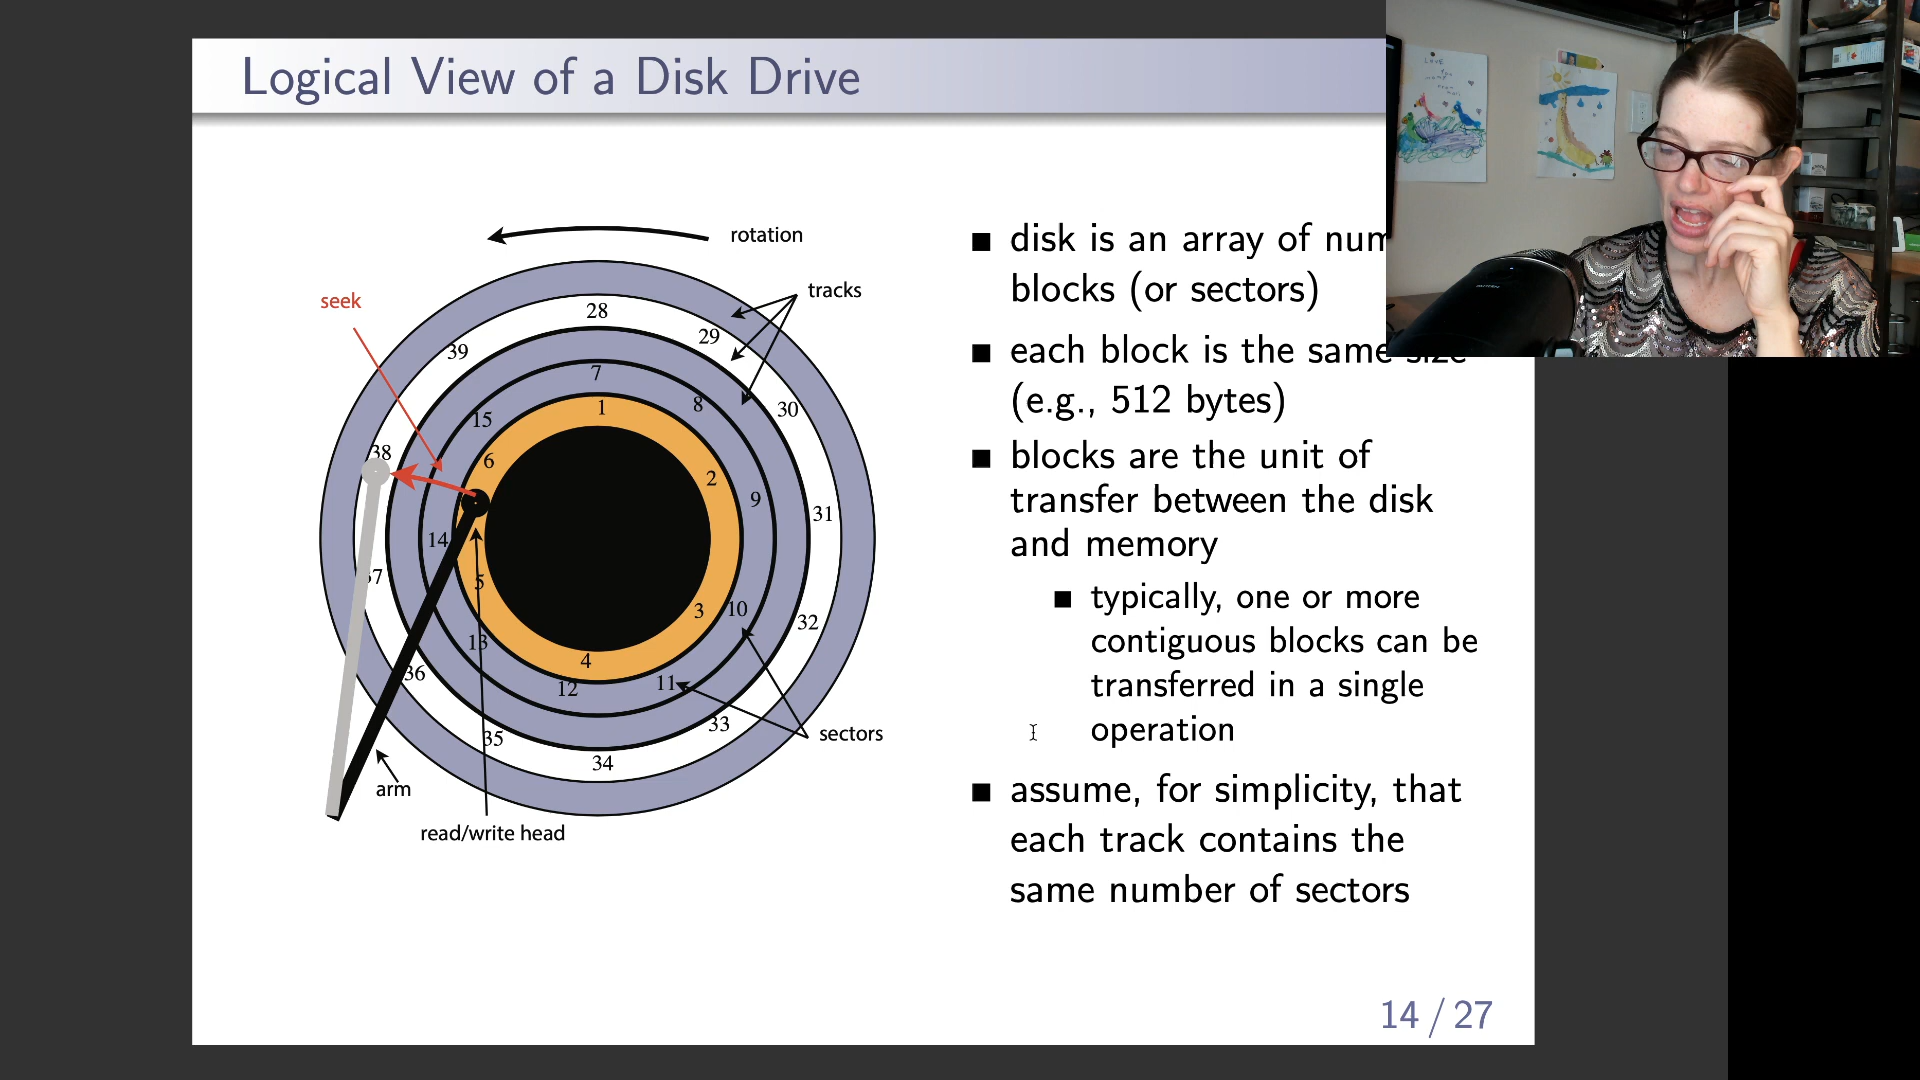 Logical View of a Disk Drive
rotation
tracks
seek
28
29
39
7
8
30
1
15
38
6
2
9
31
14
37
5
3
10
32
13
4
36
12
11
33
35
34
sectors
arm
read/write head
disk is an array of num
blocks (or sectors)
each block is the same size
(e.g., 512 bytes)
blocks are the unit of
transfer between the disk
and memory
typically, one or more
contiguous blocks can be
transferred in a single
operation
assume, for simplicity, that
each track contains the
same number of sectors
14 / 27